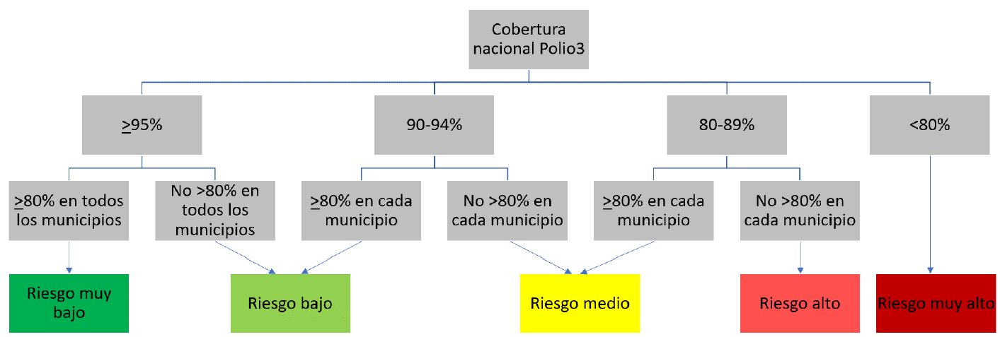 Cobertura
nacional Polio3
≥95%
90-94%
80-89%
<80%
≥80% en todos
los municipios
No >80% en
todos los
municipios
≥80% en cada
municipio
No >80% en
cada municipio
≥80% en cada
municipio
No >80% en
cada municipio
Riesgo muy
bajo
Riesgo bajo
Riesgo medio
Riesgo alto
Riesgo muy alto